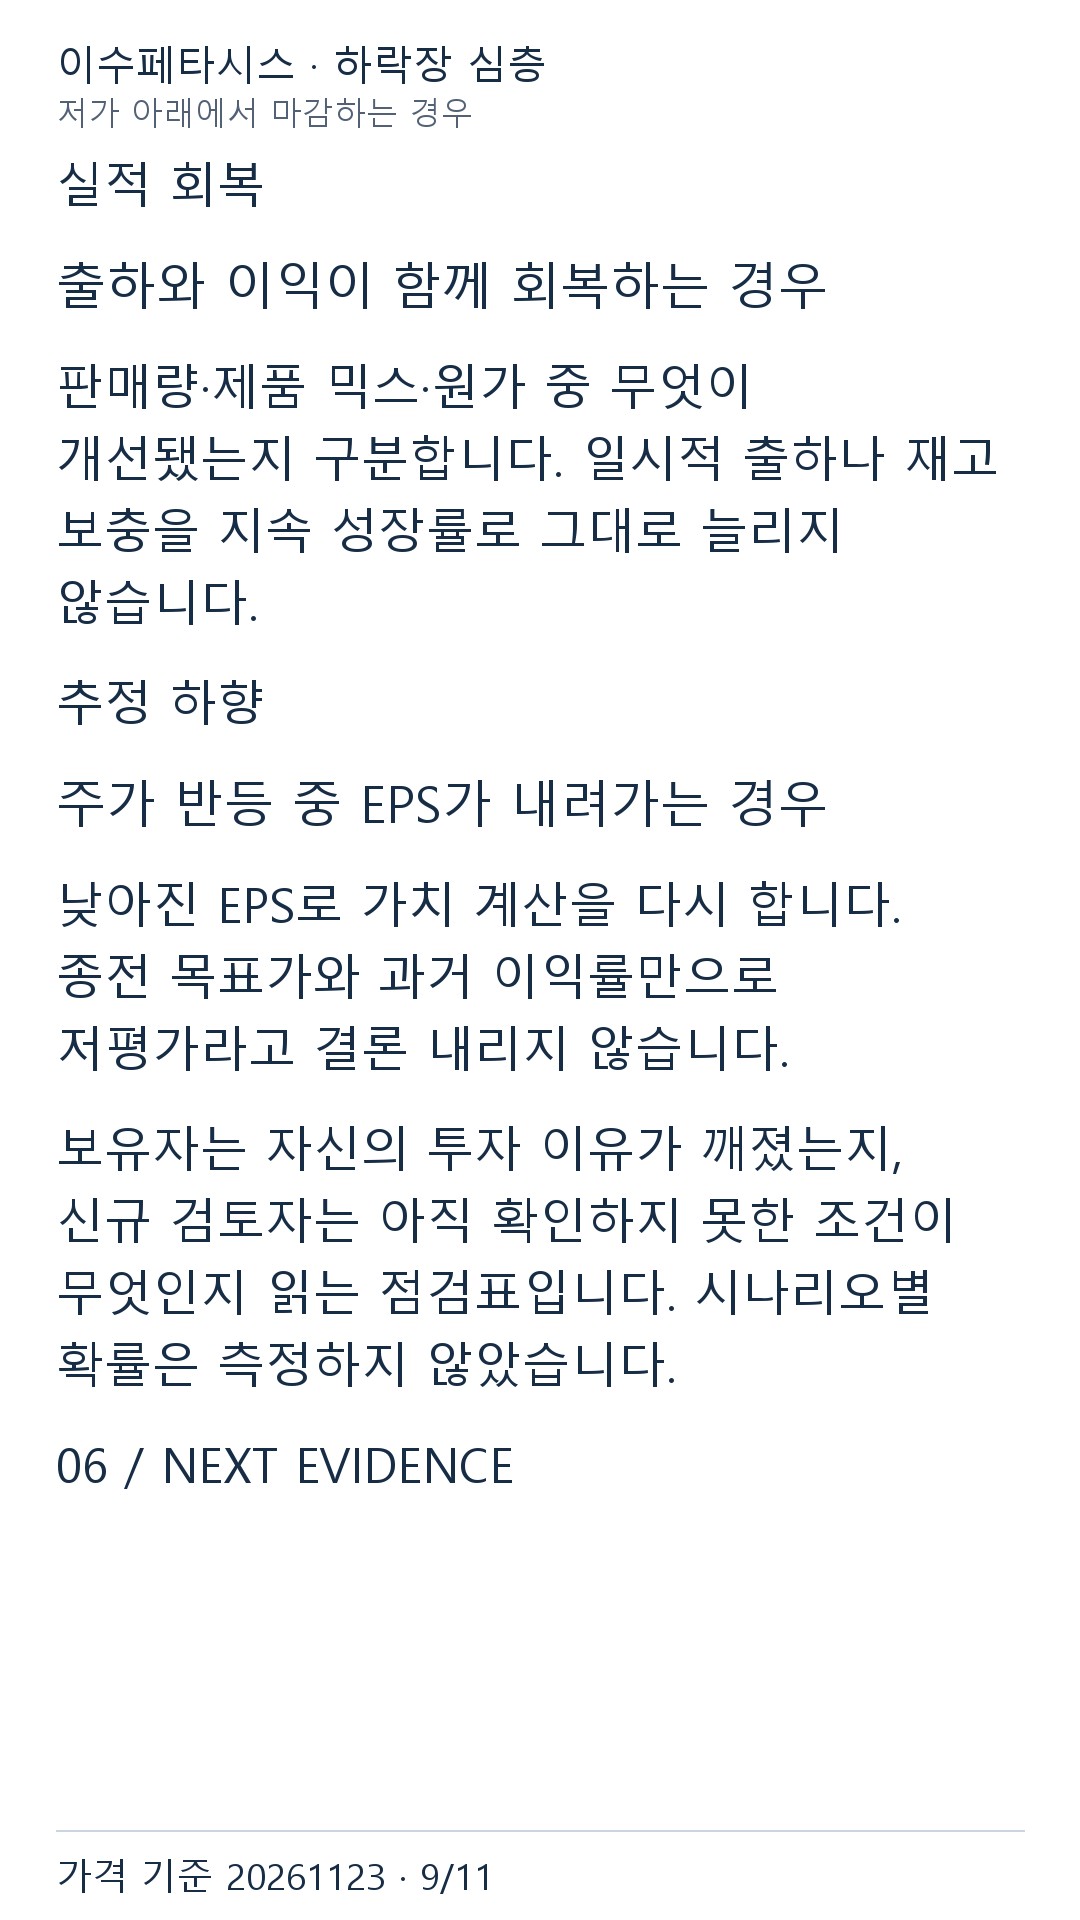 이수페타시스 · 하락장 심층
저가 아래에서 마감하는 경우
실적 회복
출하와 이익이 함께 회복하는 경우
판매량·제품 믹스·원가 중 무엇이
개선됐는지 구분합니다. 일시적 출하나 재고
보충을 지속 성장률로 그대로 늘리지
않습니다.
추정 하향
주가 반등 중 EPS가 내려가는 경우
낮아진 EPS로 가치 계산을 다시 합니다.
종전 목표가와 과거 이익률만으로
저평가라고 결론 내리지 않습니다.
보유자는 자신의 투자 이유가 깨졌는지,
신규 검토자는 아직 확인하지 못한 조건이
무엇인지 읽는 점검표입니다. 시나리오별
확률은 측정하지 않았습니다.
06 / NEXT EVIDENCE
가격 기준 20261123 · 9/11